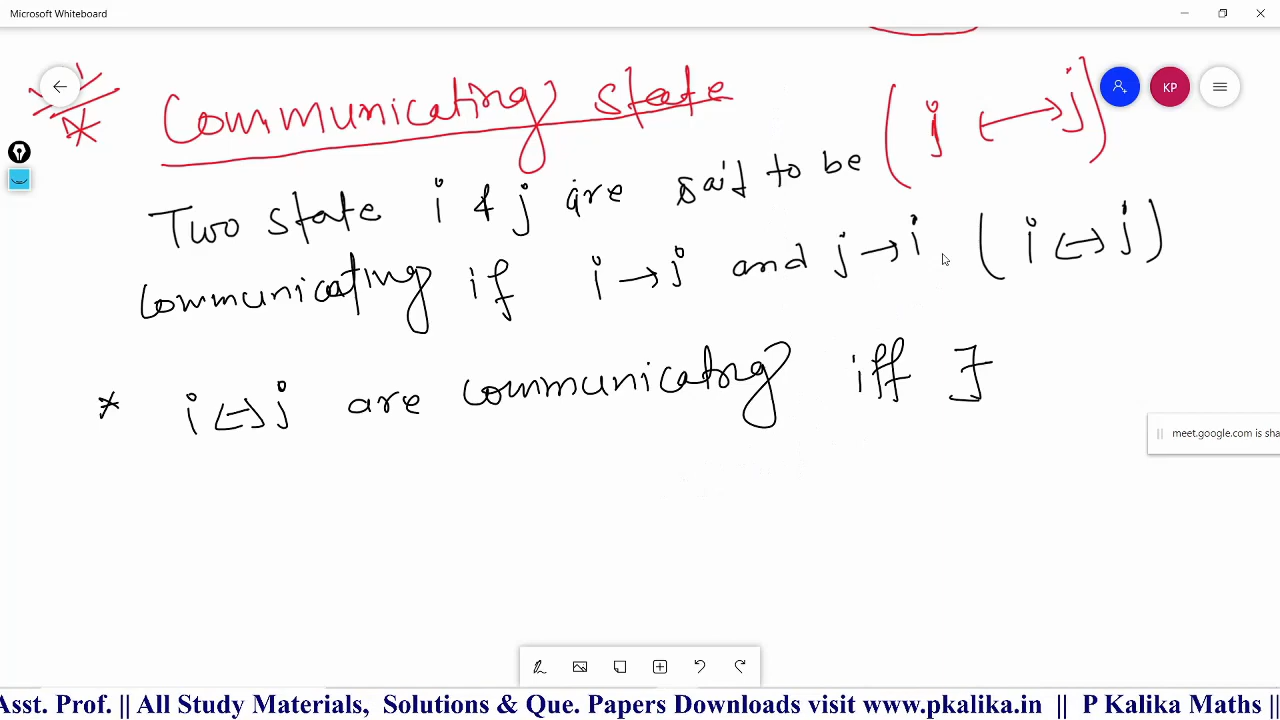 Microsoft Whiteboard
* Communicating state (i ↔ j)
KP
Two state i & j are said to be
communicating if i → j and j → i (i ↔ j)
* i ↔ j are communicating iff ∃
meet.google.com is sha
Asst. Prof. || All Study Materials, Solutions & Que. Papers Downloads visit www.pkalika.in || P Kalika Maths ||